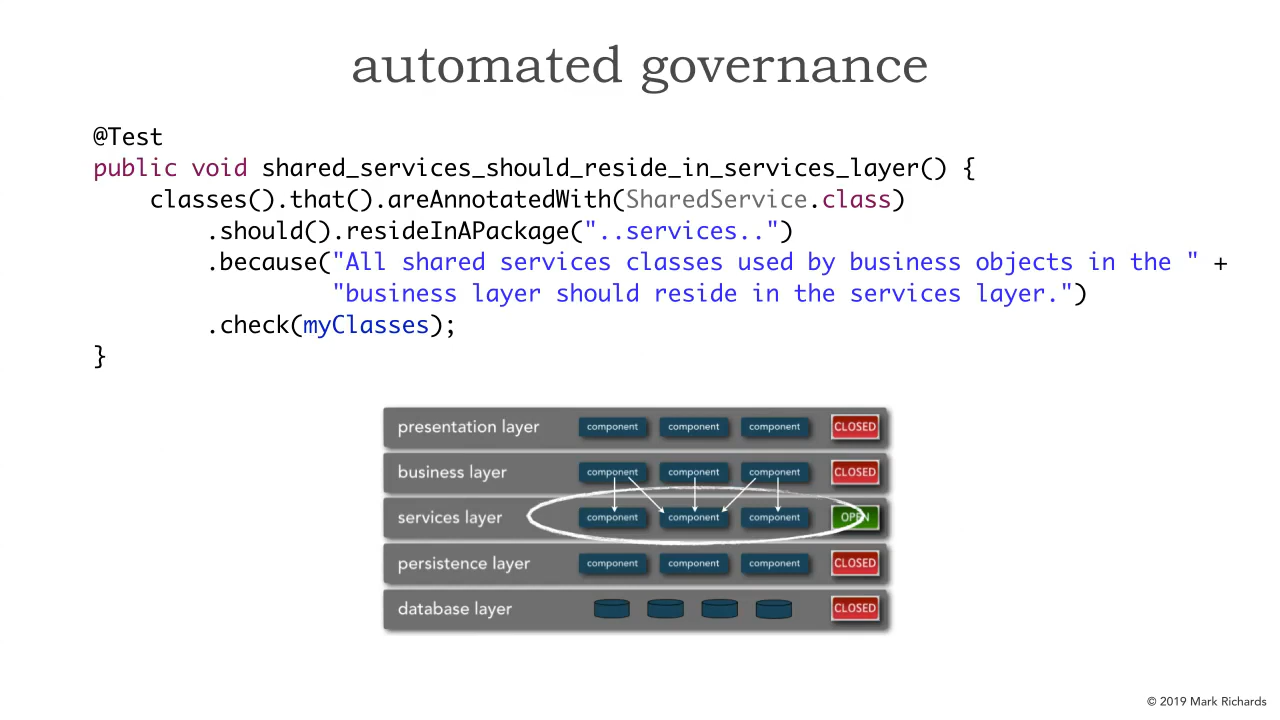 automated governance
@Test
public void shared_services_should_reside_in_services_layer() {
    classes().that().areAnnotatedWith(SharedService.class)
        .should().resideInAPackage("..services..")
        .because("All shared services classes used by business objects in the " +
                 "business layer should reside in the services layer.")
        .check(myClasses);
}
presentation layer component component component CLOSED
business layer component component component CLOSED
services layer component component component OPEN
persistence layer component component component CLOSED
database layer CLOSED
© 2019 Mark Richards